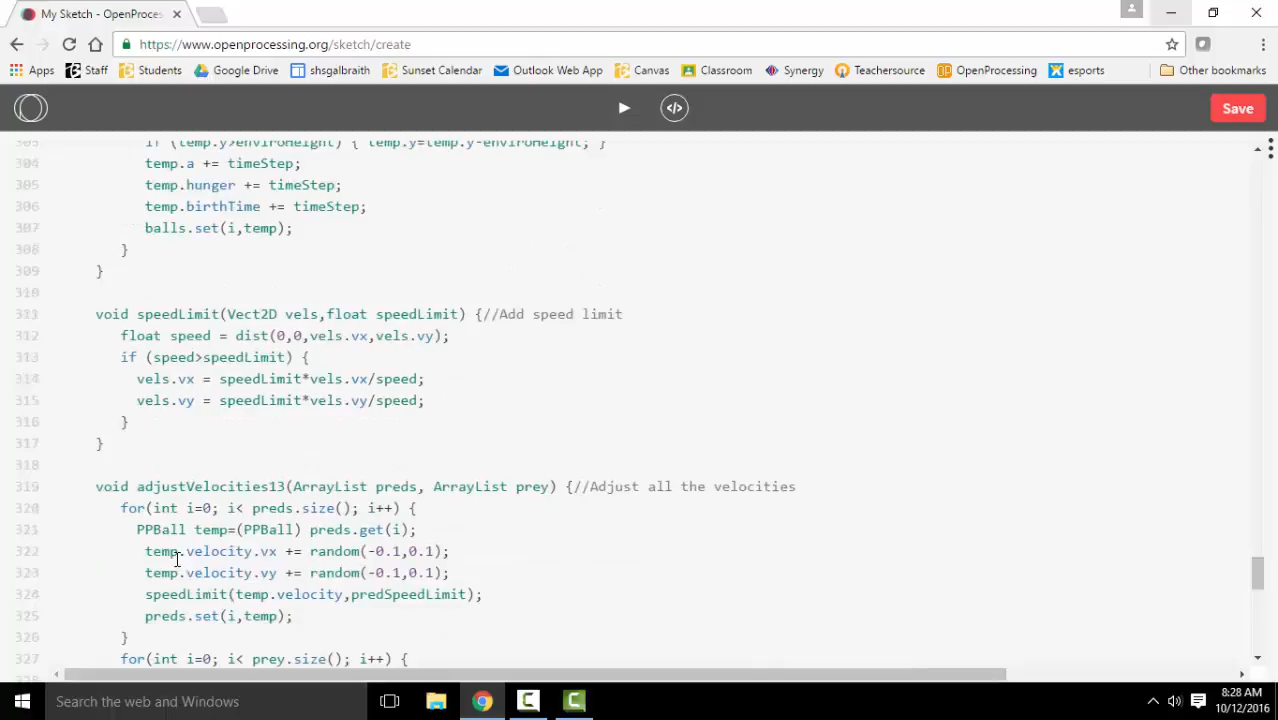 My Sketch - OpenProces
https://www.openprocessing.org/sketch/create
Apps Staff Students Google Drive shsgalbraith Sunset Calendar Outlook Web App Canvas Classroom Synergy Teachersource OpenProcessing esports Other bookmarks
</> Save
303 if (temp.y>enviroHeight) { temp.y=temp.y-enviroHeight; }
304 temp.a += timeStep;
305 temp.hunger += timeStep;
306 temp.birthTime += timeStep;
307 balls.set(i,temp);
308 }
309 }
310
311 void speedLimit(Vect2D vels,float speedLimit) {//Add speed limit
312 float speed = dist(0,0,vels.vx,vels.vy);
313 if (speed>speedLimit) {
314 vels.vx = speedLimit*vels.vx/speed;
315 vels.vy = speedLimit*vels.vy/speed;
316 }
317 }
318
319 void adjustVelocities13(ArrayList preds, ArrayList prey) {//Adjust all the velocities
320 for(int i=0; i< preds.size(); i++) {
321 PPBall temp=(PPBall) preds.get(i);
322 temp.velocity.vx += random(-0.1,0.1);
323 temp.velocity.vy += random(-0.1,0.1);
324 speedLimit(temp.velocity,predSpeedLimit);
325 preds.set(i,temp);
326 }
327 for(int i=0; i< prey.size(); i++) {
Search the web and Windows
8:28 AM
10/12/2016